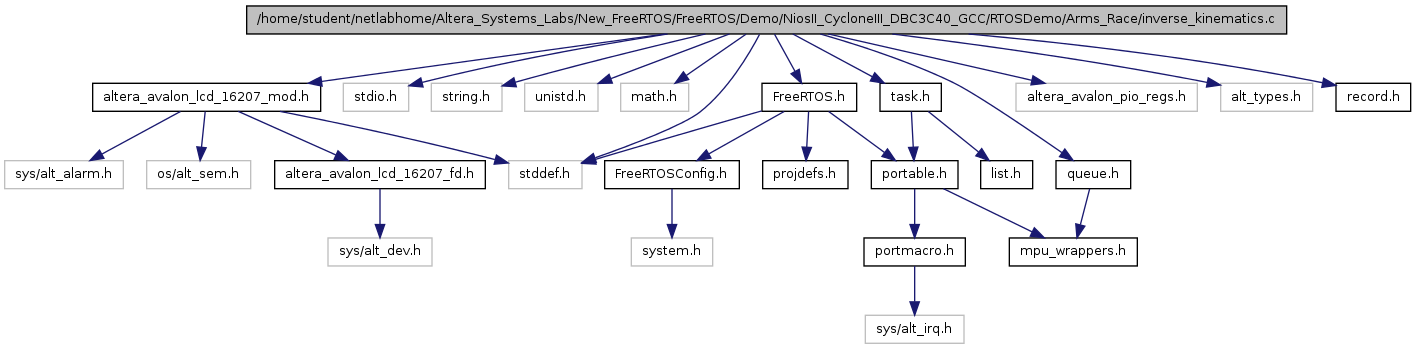 /home/student/netlabhome/Altera_Systems_Labs/New_FreeRTOS/FreeRTOS/Demo/NiosII_CycloneIII_DBC3C40_GCC/RTOSDemo/Arms_Race/inverse_kinematics.c
altera_avalon_lcd_16207_mod.h
stdio.h
string.h
unistd.h
math.h
FreeRTOS.h
task.h
altera_avalon_pio_regs.h
alt_types.h
record.h
sys/alt_alarm.h
os/alt_sem.h
altera_avalon_lcd_16207_fd.h
stddef.h
FreeRTOSConfig.h
projdefs.h
portable.h
list.h
queue.h
sys/alt_dev.h
system.h
portmacro.h
mpu_wrappers.h
sys/alt_irq.h